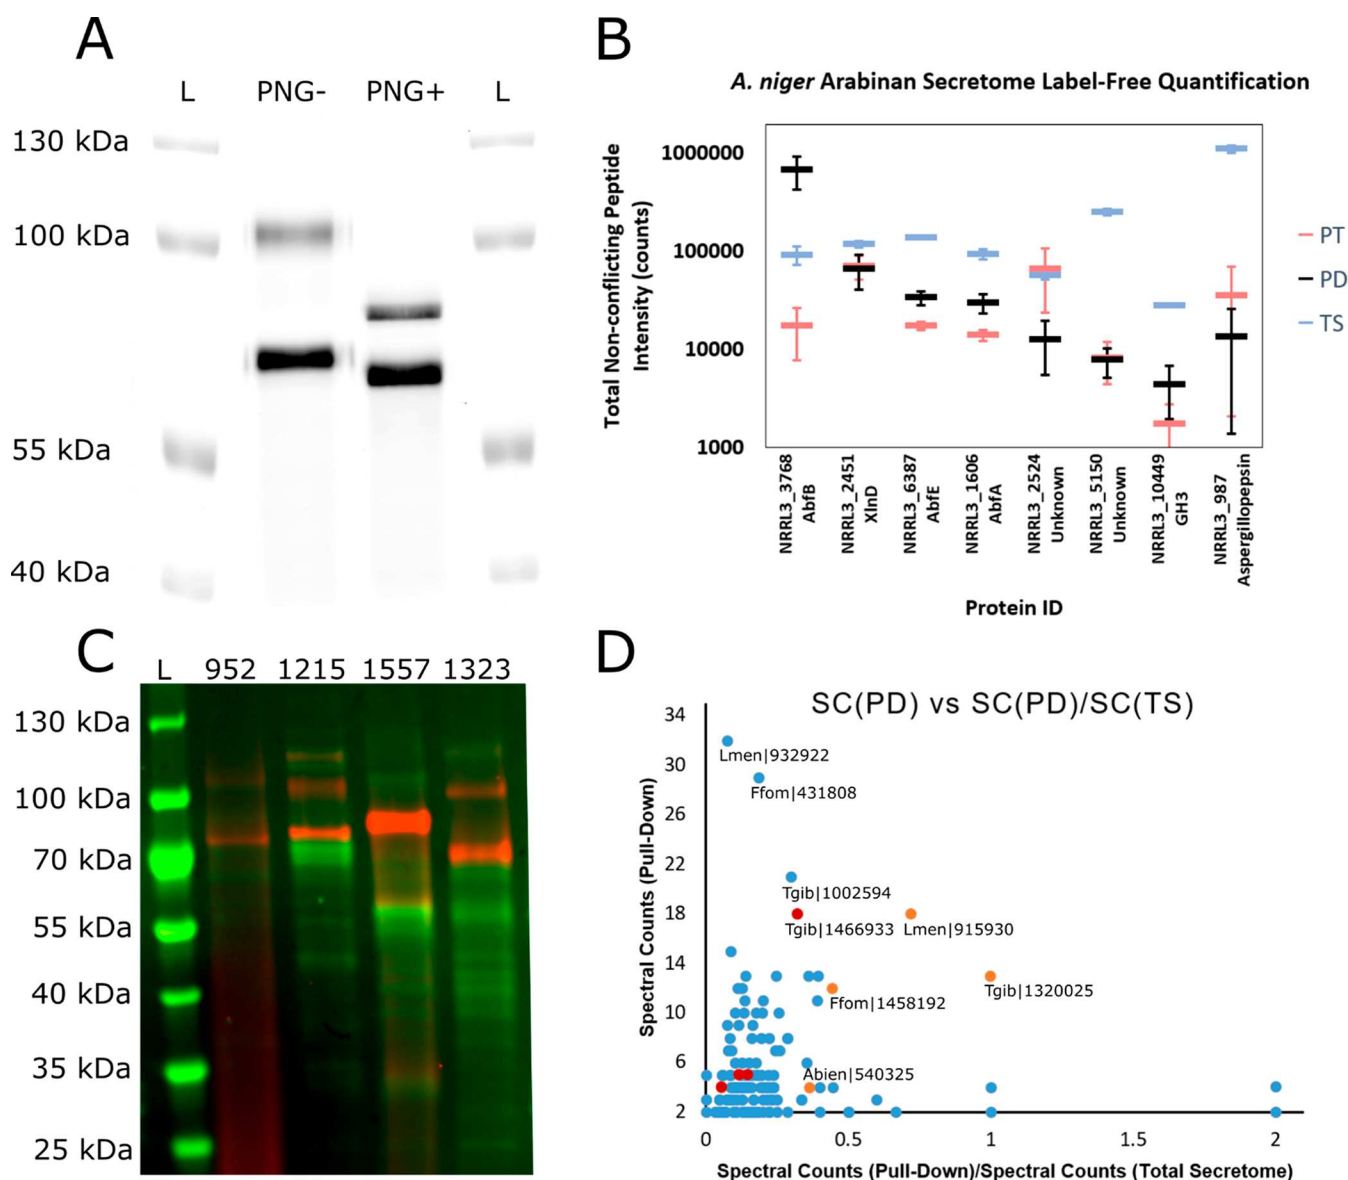 A
L PNG- PNG+ L
130 kDa
100 kDa
55 kDa
40 kDa
B
A. niger Arabinan Secretome Label-Free Quantification
Total Non-conflicting Peptide
Intensity (counts)
1000000
100000
10000
1000
PT
PD
TS
NRRL3_3768
AbfB
NRRL3_2451
XlnD
NRRL3_6387
AbfE
NRRL3_1606
AbfA
NRRL3_2524
Unknown
NRRL3_5150
Unknown
NRRL3_10449
GH3
NRRL3_987
Aspergillopepsin
Protein ID
C
L 952 1215 1557 1323
130 kDa
100 kDa
70 kDa
55 kDa
40 kDa
35 kDa
25 kDa
D
SC(PD) vs SC(PD)/SC(TS)
Spectral Counts (Pull-Down)
34
30
26
22
18
14
10
6
2
Lmen|932922
Ffom|431808
Tgib|1002594
Tgib|1466933 Lmen|915930
Tgib|1320025
Ffom|1458192
Abien|540325
0 0.5 1 1.5 2
Spectral Counts (Pull-Down)/Spectral Counts (Total Secretome)